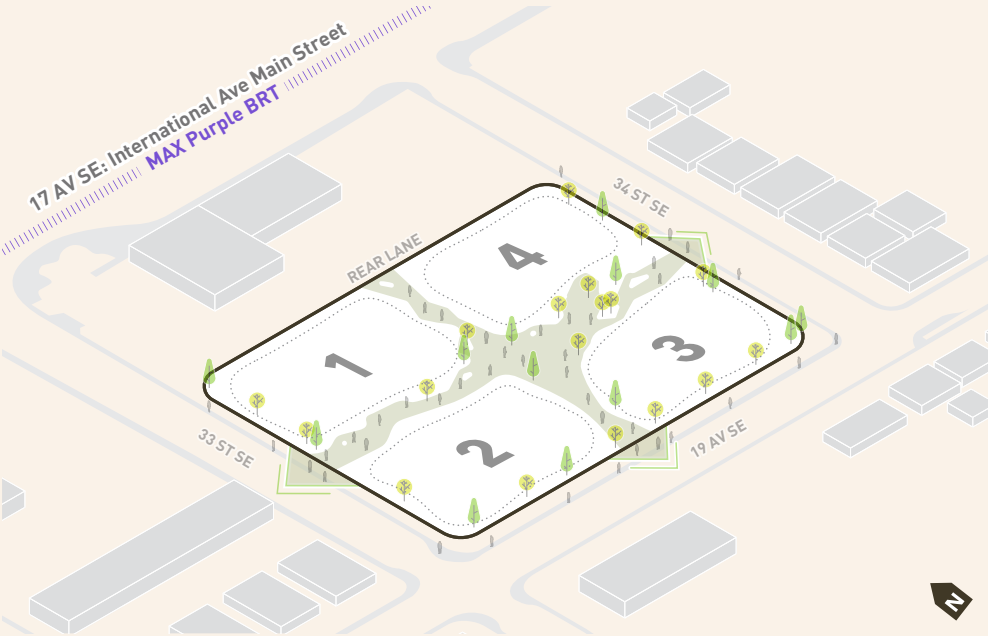 17 AV SE: International Ave Main Street
MAX Purple BRT
34 ST SE
REAR LANE
4
1
3
2
33 ST SE
19 AV SE
N